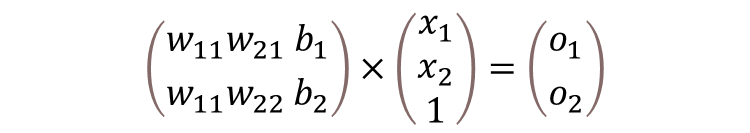 (w₁₁w₂₁ b₁
w₁₁w₂₂ b₂) × (x₁
x₂
1) = (o₁
o₂)